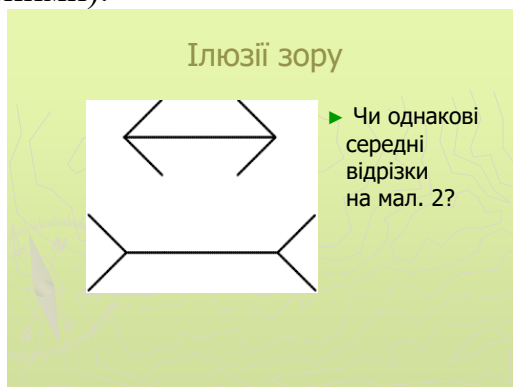 Ілюзії зору
► Чи однакові
середні
відрізки
на мал. 2?